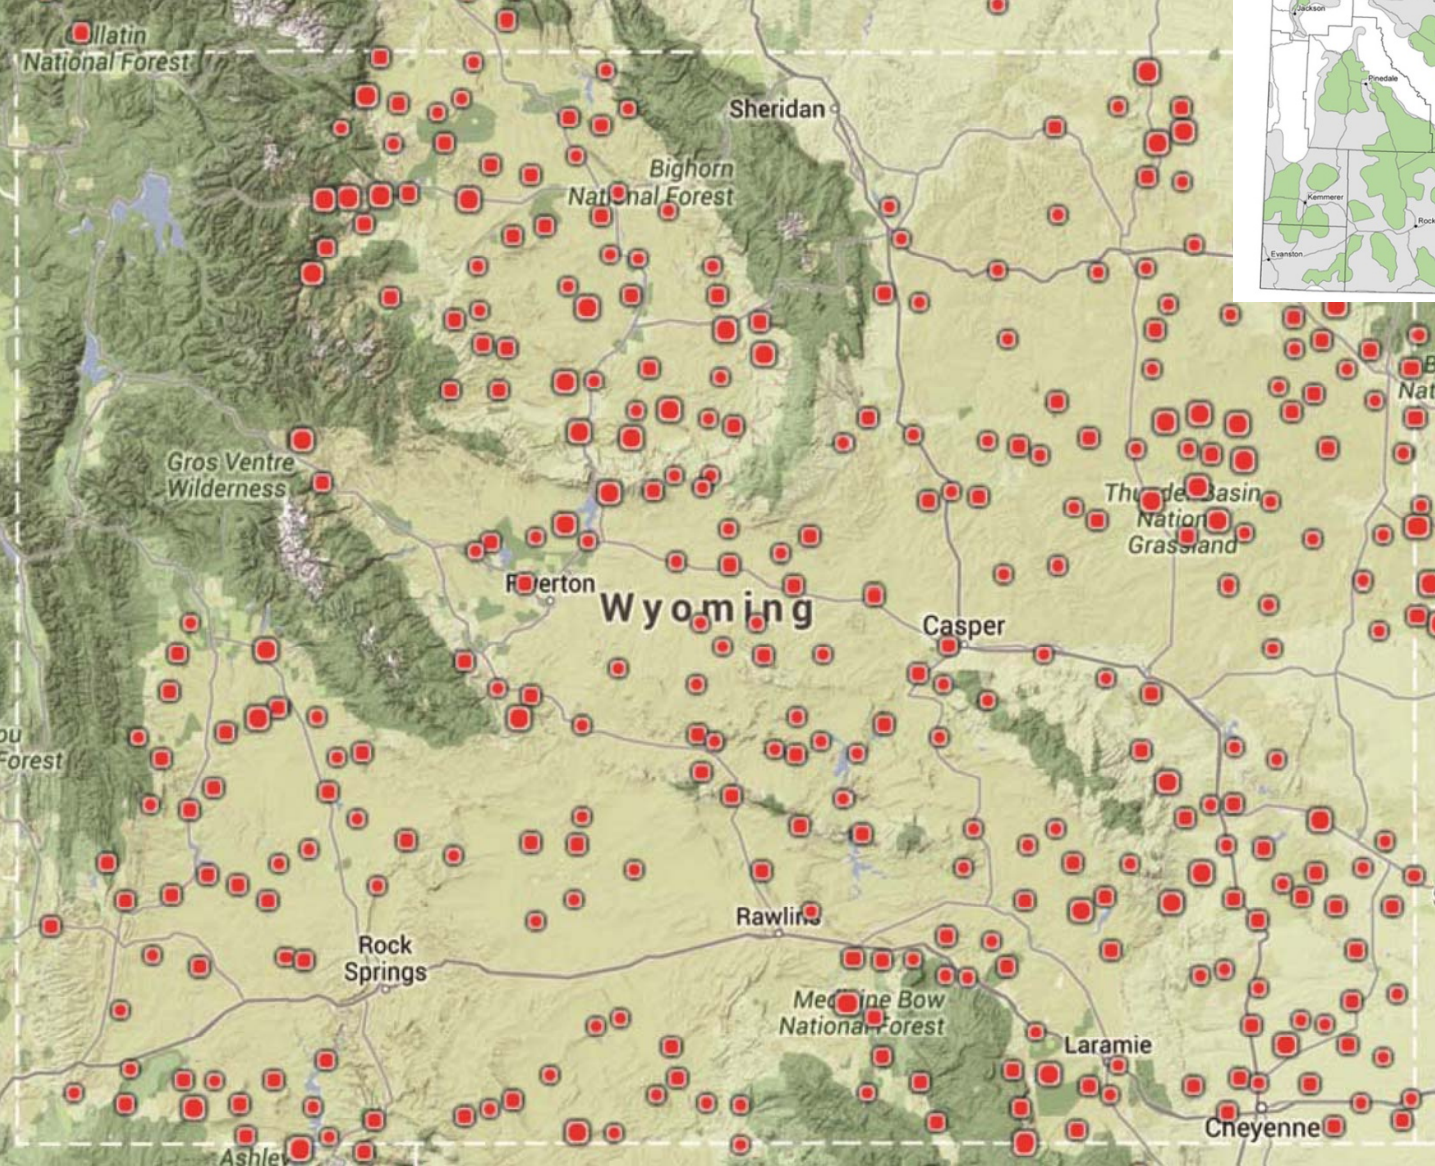 Jackson
Gallatin
National Forest
Pinedale
Sheridan
Bighorn
National Forest
Kemmerer
Rock
Evanston
Gros Ventre
Wilderness
Thunder Basin
National
Grassland
Riverton
Wyoming
Casper
Forest
Rawlins
Rock
Springs
Medicine Bow
National Forest
Laramie
Cheyenne
Ashley